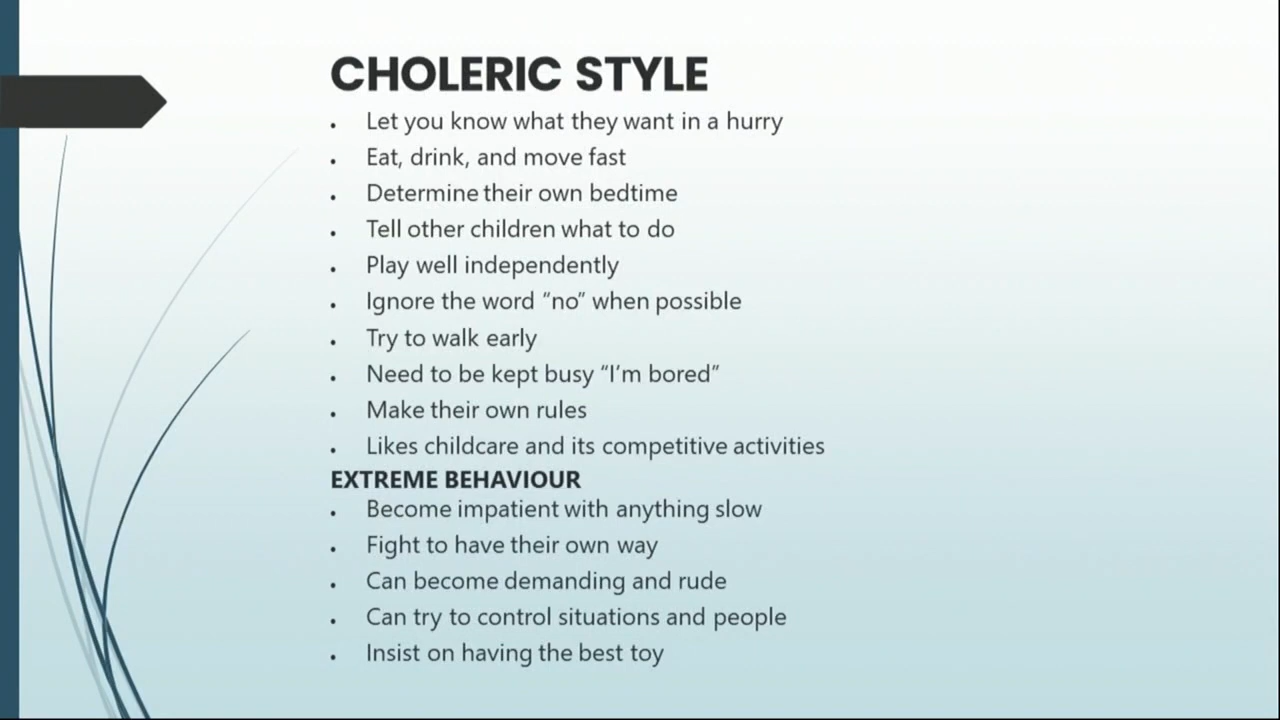 CHOLERIC STYLE
• Let you know what they want in a hurry
• Eat, drink, and move fast
• Determine their own bedtime
• Tell other children what to do
• Play well independently
• Ignore the word “no” when possible
• Try to walk early
• Need to be kept busy “I’m bored”
• Make their own rules
• Likes childcare and its competitive activities
EXTREME BEHAVIOUR
• Become impatient with anything slow
• Fight to have their own way
• Can become demanding and rude
• Can try to control situations and people
• Insist on having the best toy